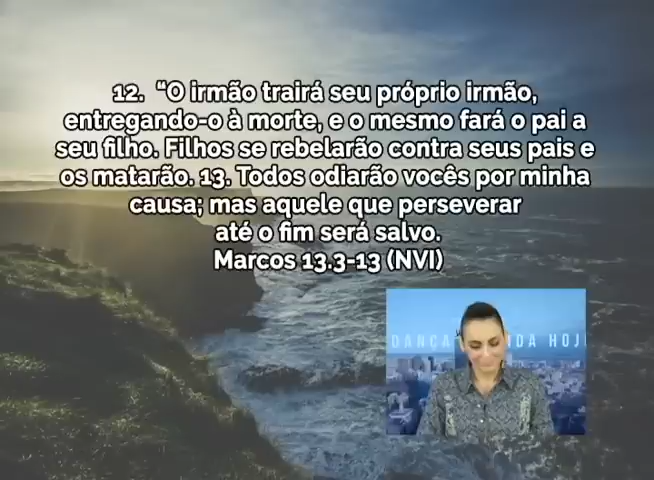 12. “O irmão trairá seu próprio irmão,
entregando-o à morte, e o mesmo fará o pai a
seu filho. Filhos se rebelarão contra seus pais e
os matarão. 13. Todos odiarão vocês por minha
causa; mas aquele que perseverar
até o fim será salvo.
Marcos 13.3-13 (NVI)